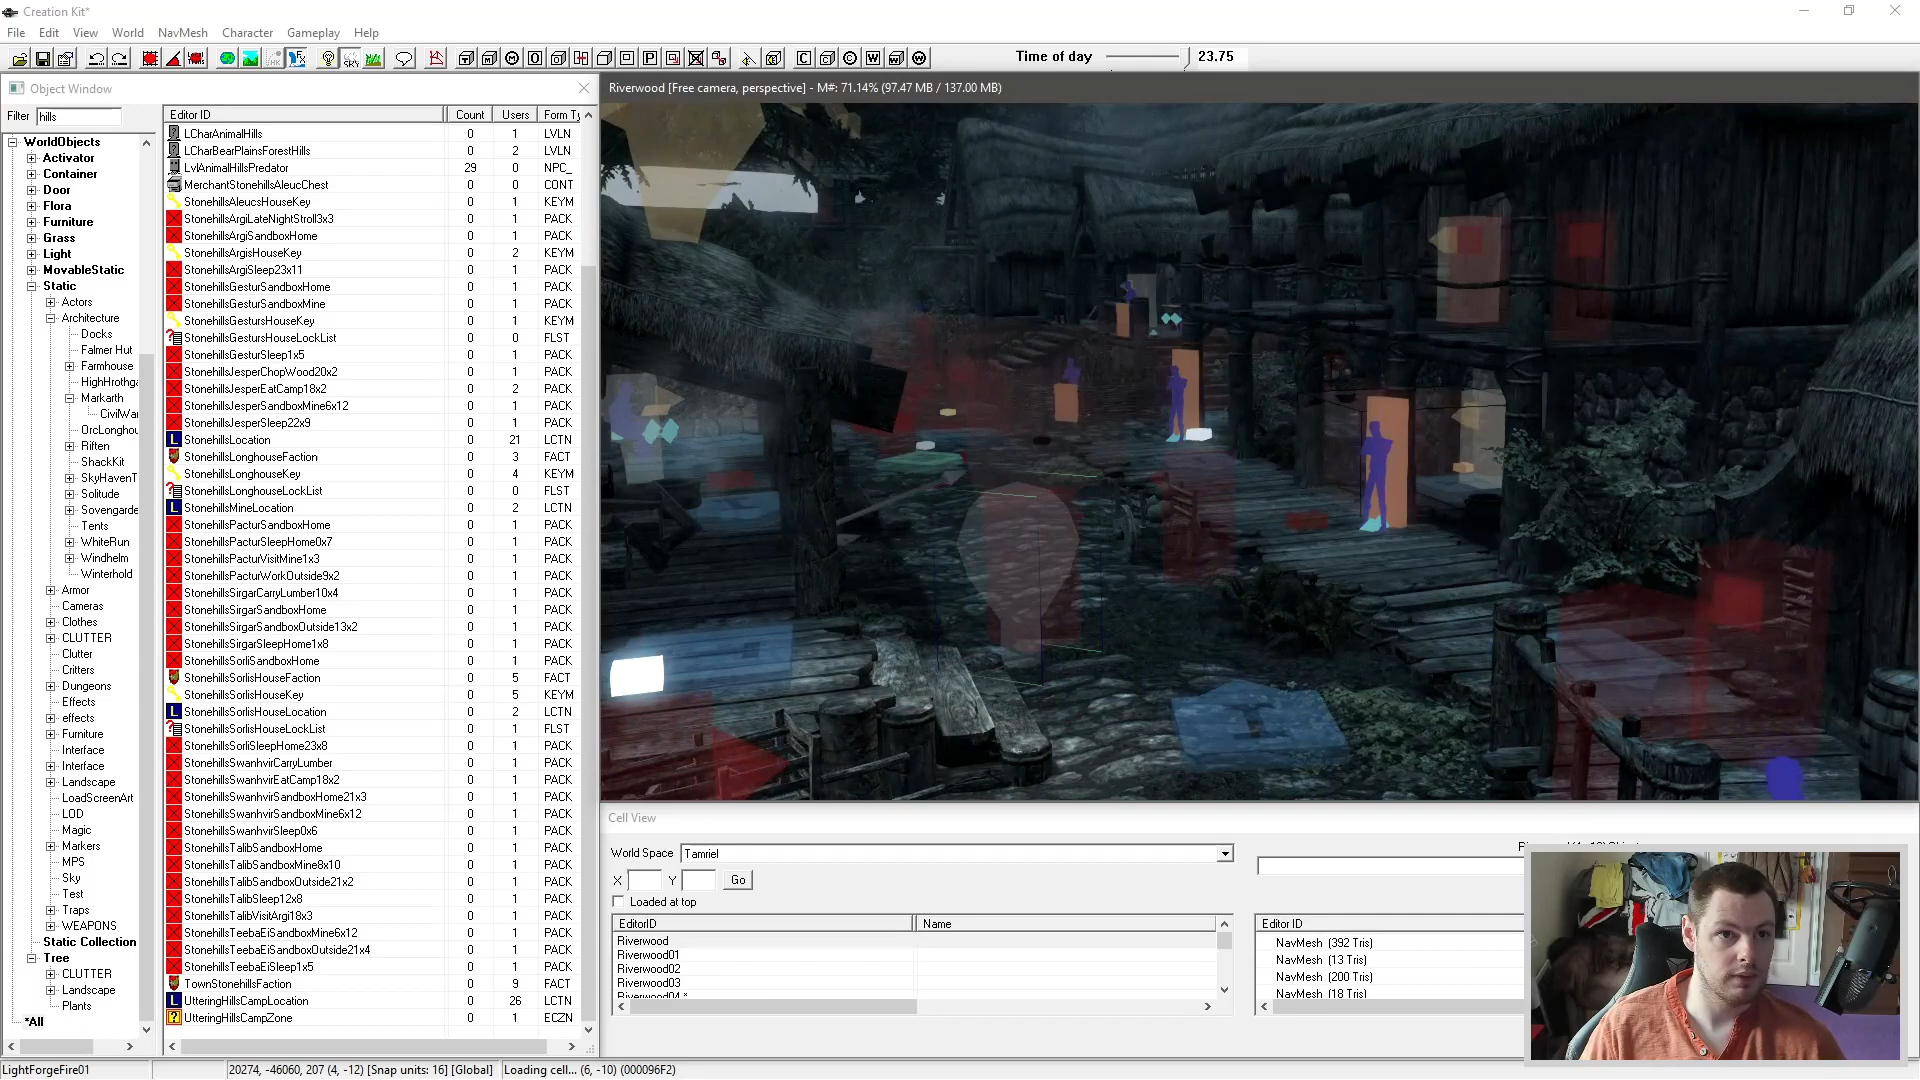 Creation Kit*
File Edit View World NavMesh Character Gameplay Help
Time of day 23.75
Object Window
Riverwood [Free camera, perspective] - M#: 71.14% (97.47 MB / 137.00 MB)
Filter hills
Editor ID Count Users Form Ty
WorldObjects
Activator
Container
Door
Flora
Furniture
Grass
Light
MovableStatic
Static
Actors
Architecture
Docks
Falmer Hut
Farmhouse
HighHrothga
Markarth
CivilWar
OrcLonghou
Riften
ShackKit
SkyHavenT
Solitude
Sovengarde
Tents
WhiteRun
Windhelm
Winterhold
Armor
Cameras
Clothes
CLUTTER
Clutter
Critters
Dungeons
Effects
effects
Furniture
Interface
Interface
Landscape
LoadScreenArt
LOD
Magic
Markers
MPS
Sky
Test
Traps
WEAPONS
Static Collection
Tree
CLUTTER
Landscape
Plants
*All
LCharAnimalHills 0 1 LVLN
LCharBearPlainsForestHills 0 2 LVLN
LvlAnimalHillsPredator 29 0 NPC_
MerchantStonehillsAleucChest 0 0 CONT
StonehillsAleucsHouseKey 0 1 KEYM
StonehillsArgiLateNightStroll3x3 0 1 PACK
StonehillsArgiSandboxHome 0 1 PACK
StonehillsArgisHouseKey 0 2 KEYM
StonehillsArgiSleep23x11 0 1 PACK
StonehillsGesturSandboxHome 0 1 PACK
StonehillsGesturSandboxMine 0 1 PACK
StonehillsGestursHouseKey 0 1 KEYM
StonehillsGestursHouseLockList 0 0 FLST
StonehillsGesturSleep1x5 0 1 PACK
StonehillsJesperChopWood20x2 0 1 PACK
StonehillsJesperEatCamp18x2 0 2 PACK
StonehillsJesperSandboxMine6x12 0 1 PACK
StonehillsJesperSleep22x9 0 1 PACK
StonehillsLocation 0 21 LCTN
StonehillsLonghouseFaction 0 3 FACT
StonehillsLonghouseKey 0 4 KEYM
StonehillsLonghouseLockList 0 0 FLST
StonehillsMineLocation 0 2 LCTN
StonehillsPacturSandboxHome 0 1 PACK
StonehillsPacturSleepHome0x7 0 1 PACK
StonehillsPacturVisitMine1x3 0 1 PACK
StonehillsPacturWorkOutside9x2 0 1 PACK
StonehillsSirgarCarryLumber10x4 0 1 PACK
StonehillsSirgarSandboxHome 0 1 PACK
StonehillsSirgarSandboxOutside13x2 0 1 PACK
StonehillsSirgarSleepHome1x8 0 1 PACK
StonehillsSorliSandboxHome 0 1 PACK
StonehillsSorlisHouseFaction 0 5 FACT
StonehillsSorlisHouseKey 0 5 KEYM
StonehillsSorlisHouseLocation 0 2 LCTN
StonehillsSorlisHouseLockList 0 1 FLST
StonehillsSorliSleepHome23x8 0 1 PACK
StonehillsSwanhvirCarryLumber 0 1 PACK
StonehillsSwanhvirEatCamp18x2 0 1 PACK
StonehillsSwanhvirSandboxHome21x3 0 1 PACK
StonehillsSwanhvirSandboxMine6x12 0 1 PACK
StonehillsSwanhvirSleep0x6 0 1 PACK
StonehillsTalibSandboxHome 0 1 PACK
StonehillsTalibSandboxMine8x10 0 1 PACK
StonehillsTalibSandboxOutside21x2 0 1 PACK
StonehillsTalibSleep12x8 0 1 PACK
StonehillsTalibVisitArgi18x3 0 1 PACK
StonehillsTeebaEiSandboxMine6x12 0 1 PACK
StonehillsTeebaEiSandboxOutside21x4 0 1 PACK
StonehillsTeebaEiSleep1x5 0 1 PACK
TownStonehillsFaction 0 9 FACT
UtteringHillsCampLocation 0 26 LCTN
UtteringHillsCampZone 0 1 ECZN
Cell View
World Space Tamriel
X Y Go
Loaded at top
EditorID Name
Riverwood
Riverwood01
Riverwood02
Riverwood03
Riverwood04 *
Editor ID
NavMesh (392 Tris)
NavMesh (13 Tris)
NavMesh (200 Tris)
NavMesh (18 Tris)
LightForgeFire01 20274, -46060, 207 (4, -12) [Snap units: 16] [Global] Loading cell... (6, -10) (000096F2)